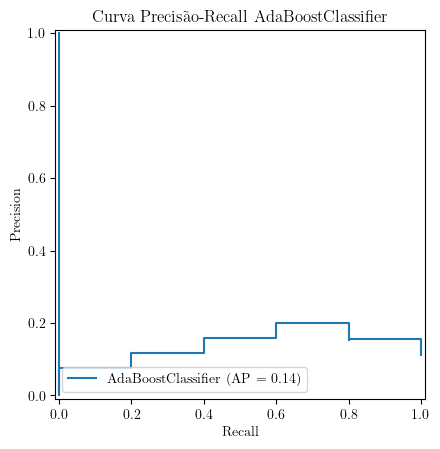 Curva Precisão-Recall AdaBoostClassifier
1.0
0.8
0.6
0.4
0.2
0.0
Precision
AdaBoostClassifier (AP = 0.14)
0.0 0.2 0.4 0.6 0.8 1.0
Recall